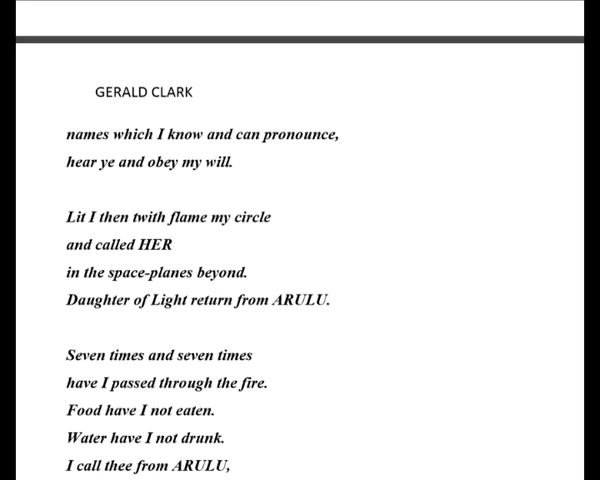 GERALD CLARK
names which I know and can pronounce,
hear ye and obey my will.
Lit I then twith flame my circle
and called HER
in the space-planes beyond.
Daughter of Light return from ARULU.
Seven times and seven times
have I passed through the fire.
Food have I not eaten.
Water have I not drunk.
I call thee from ARULU,